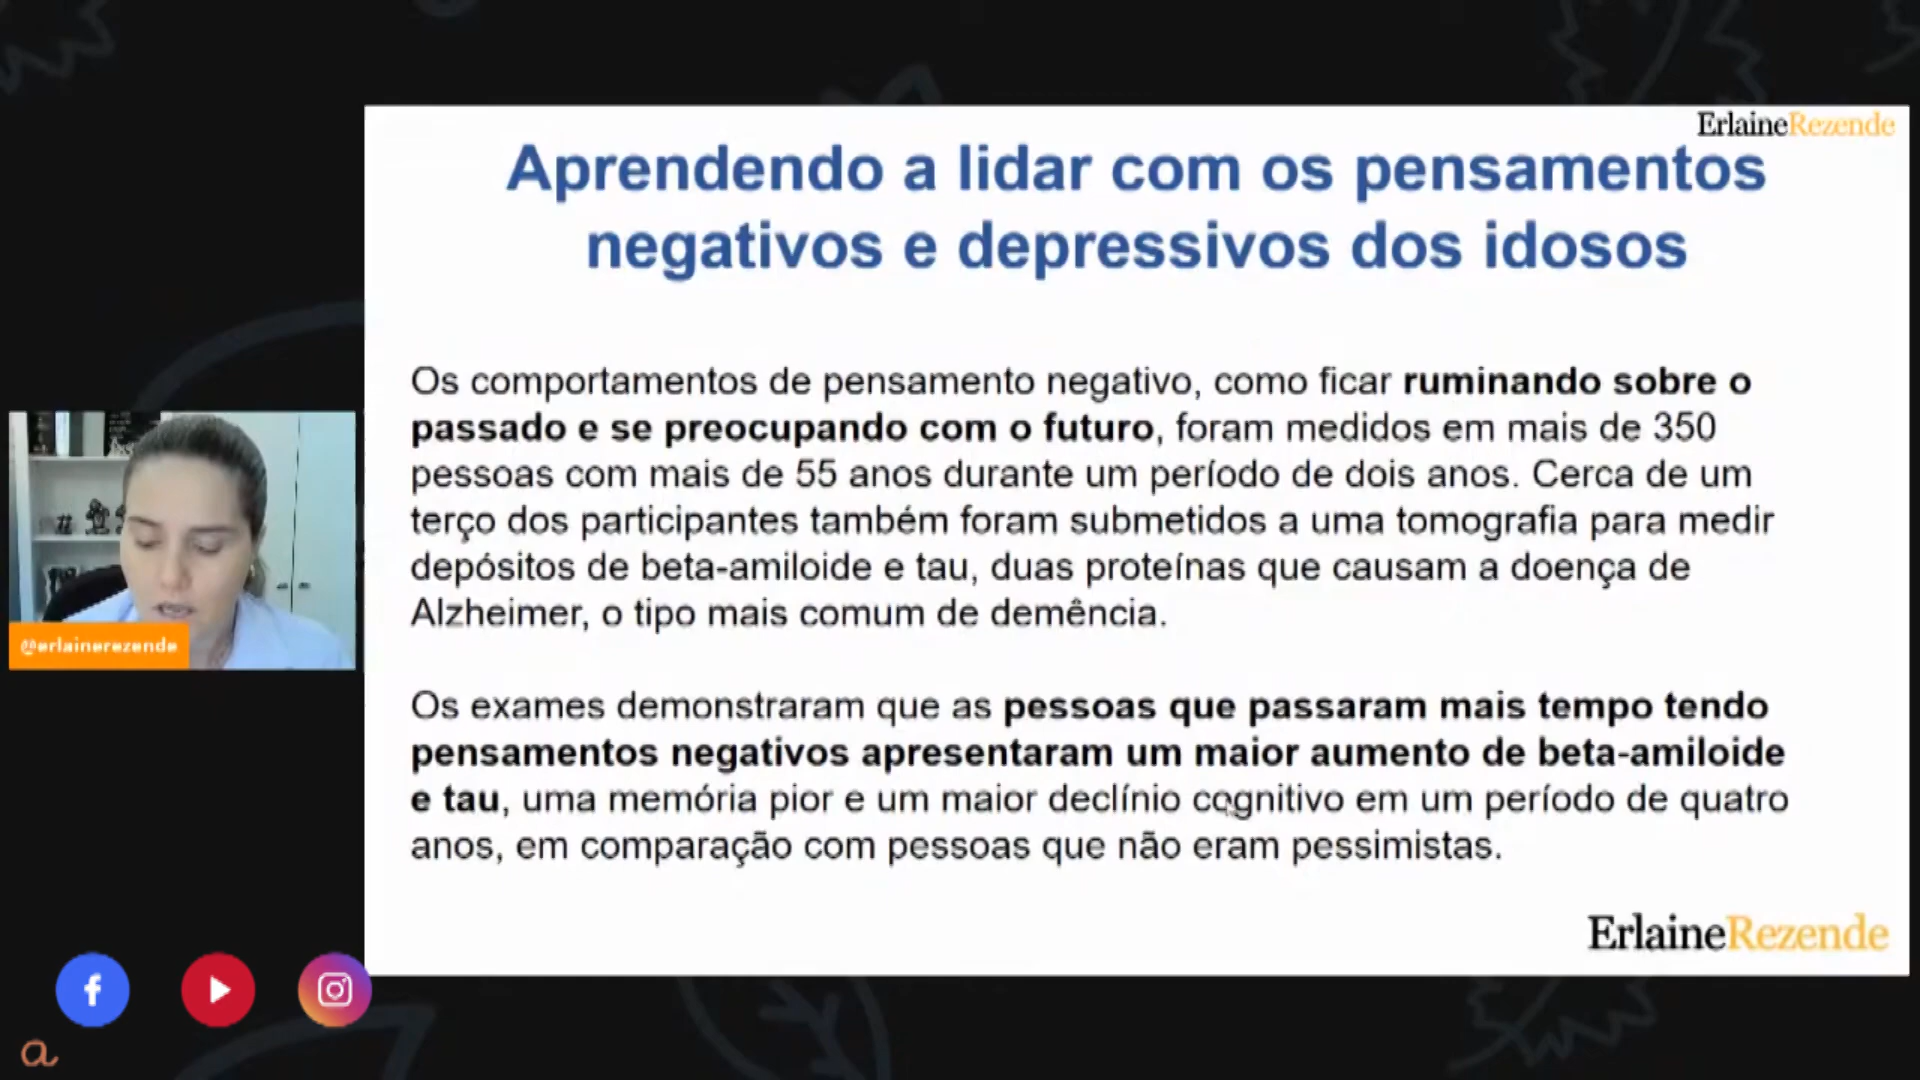 ErlaineRezende
Aprendendo a lidar com os pensamentos
negativos e depressivos dos idosos
Os comportamentos de pensamento negativo, como ficar ruminando sobre o
passado e se preocupando com o futuro, foram medidos em mais de 350
pessoas com mais de 55 anos durante um período de dois anos. Cerca de um
terço dos participantes também foram submetidos a uma tomografia para medir
depósitos de beta-amiloide e tau, duas proteínas que causam a doença de
Alzheimer, o tipo mais comum de demência.
Os exames demonstraram que as pessoas que passaram mais tempo tendo
pensamentos negativos apresentaram um maior aumento de beta-amiloide
e tau, uma memória pior e um maior declínio cognitivo em um período de quatro
anos, em comparação com pessoas que não eram pessimistas.
@erlainerezende
ErlaineRezende
a